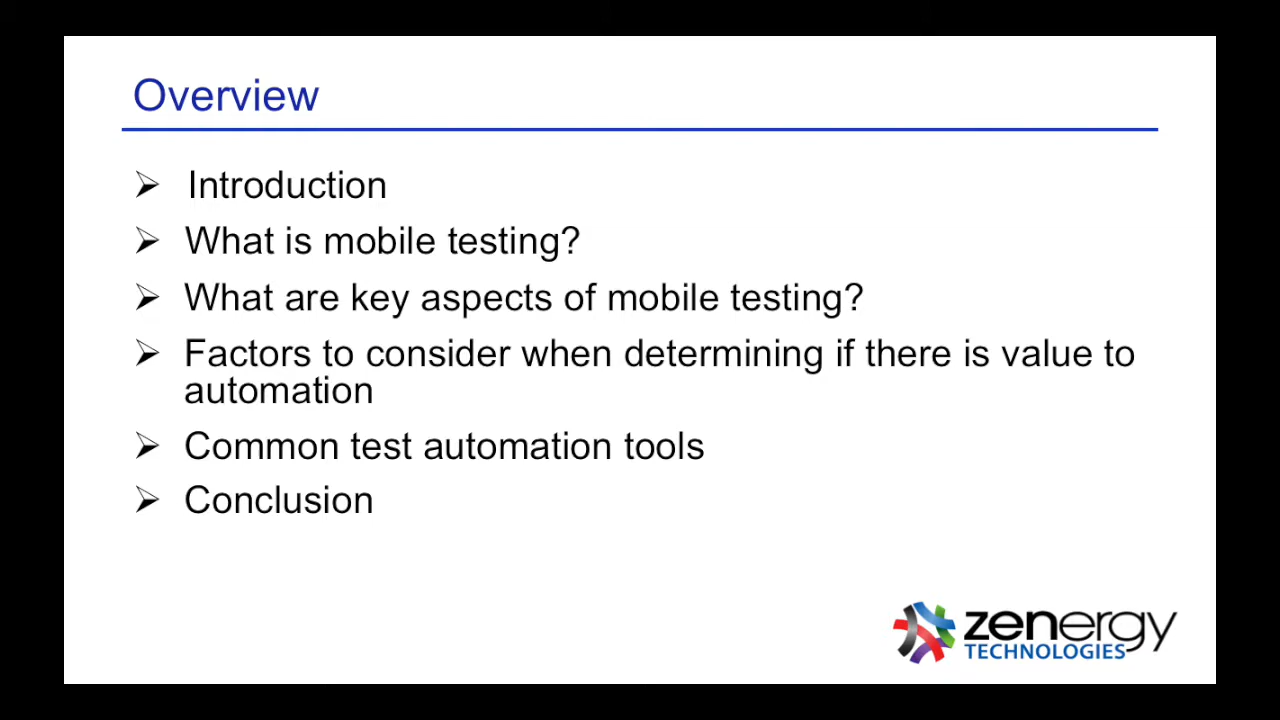 Overview
➢ Introduction
➢ What is mobile testing?
➢ What are key aspects of mobile testing?
➢ Factors to consider when determining if there is value to
automation
➢ Common test automation tools
➢ Conclusion
zenergy
TECHNOLOGIES